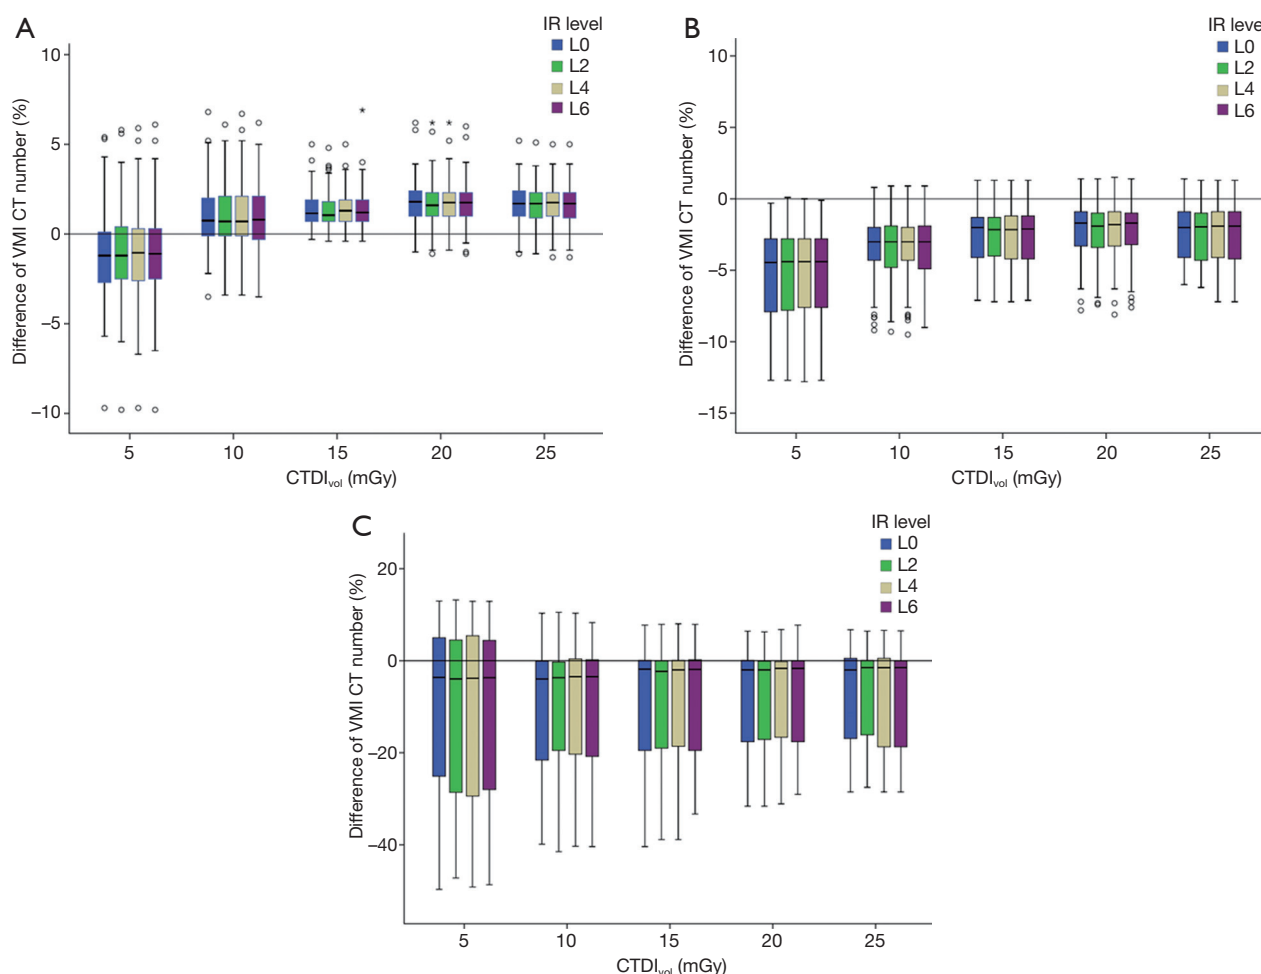 A
IR level
L0
L2
L4
L6
Difference of VMI CT number (%)
10
5
0
−5
−10
5 10 15 20 25
CTDIvol (mGy)
B
IR level
L0
L2
L4
L6
Difference of VMI CT number (%)
10
5
0
−5
−10
−15
5 10 15 20 25
CTDIvol (mGy)
C
IR level
L0
L2
L4
L6
Difference of VMI CT number (%)
20
0
−20
−40
5 10 15 20 25
CTDIvol (mGy)